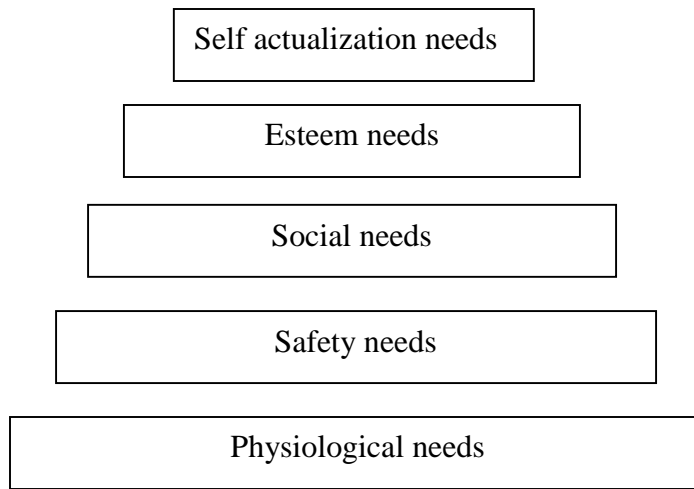 Self actualization needs
Esteem needs
Social needs
Safety needs
Physiological needs